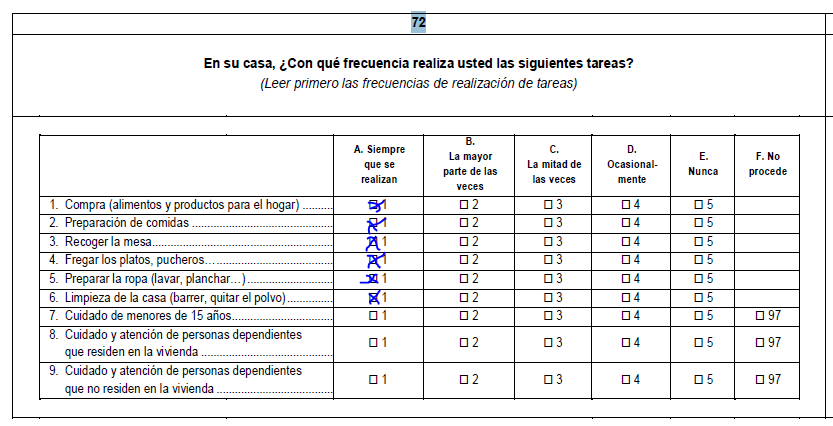 72
En su casa, ¿Con qué frecuencia realiza usted las siguientes tareas?
(Leer primero las frecuencias de realización de tareas)
A. Siempre que se realizan
B. La mayor parte de las veces
C. La mitad de las veces
D. Ocasional-mente
E. Nunca
F. No procede
1. Compra (alimentos y productos para el hogar) .......... 1 2 3 4 5
2. Preparación de comidas .......... 1 2 3 4 5
3. Recoger la mesa.......... 1 2 3 4 5
4. Fregar los platos, pucheros... .......... 1 2 3 4 5
5. Preparar la ropa (lavar, planchar...) .......... 1 2 3 4 5
6. Limpieza de la casa (barrer, quitar el polvo).......... 1 2 3 4 5
7. Cuidado de menores de 15 años.......... 1 2 3 4 5 97
8. Cuidado y atención de personas dependientes
que residen en la vivienda .......... 1 2 3 4 5 97
9. Cuidado y atención de personas dependientes
que no residen en la vivienda .......... 1 2 3 4 5 97